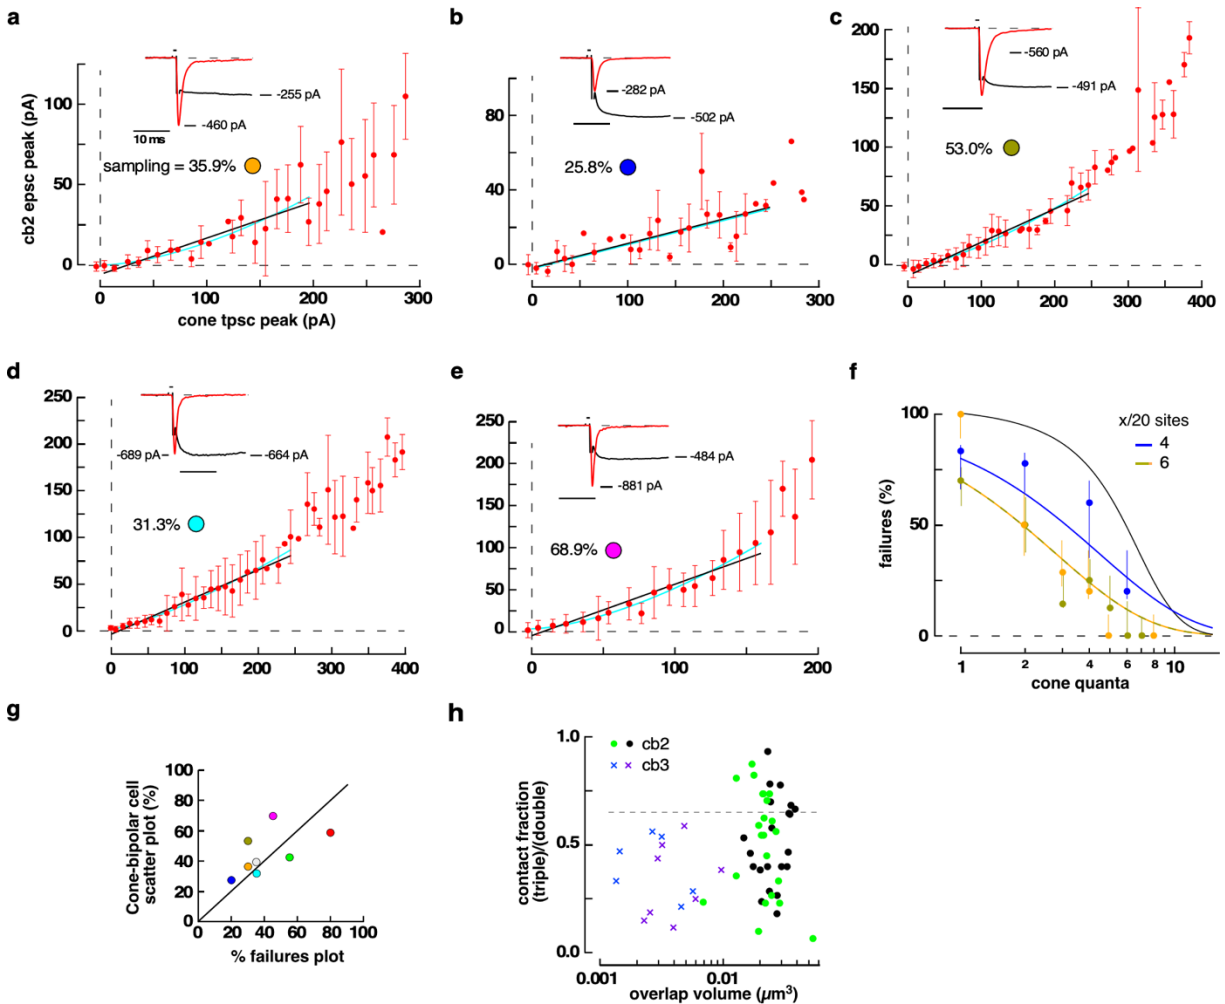 a
cb2 epsc peak (pA)
100
50
0
-255 pA
-460 pA
10 ms
sampling = 35.9%
0 100 200 300
cone tpsc peak (pA)
b
80
40
0
-282 pA
-502 pA
25.8%
0 100 200 300
c
200
150
100
50
0
-560 pA
-491 pA
53.0%
0 100 200 300 400
d
250
200
150
100
50
0
-689 pA
-664 pA
31.3%
0 100 200 300 400
e
250
200
150
100
50
0
-484 pA
-881 pA
68.9%
0 100 200
f
failures (%)
100
50
0
x/20 sites
4
6
1 2 4 6 8 10
cone quanta
g
Cone-bipolar cell
scatter plot (%)
100
80
60
40
20
0
0 20 40 60 80 100
% failures plot
h
contact fraction
(triple)/(double)
1.0
0.5
0.0
cb2
cb3
0.001 0.01
overlap volume (µm³)